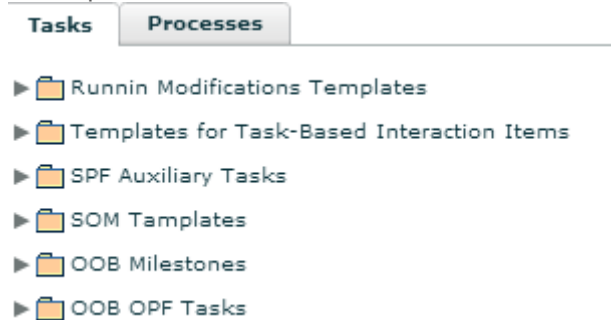 Tasks Processes
Runnin Modifications Templates
Templates for Task-Based Interaction Items
SPF Auxiliary Tasks
SOM Tamplates
OOB Milestones
OOB OPF Tasks